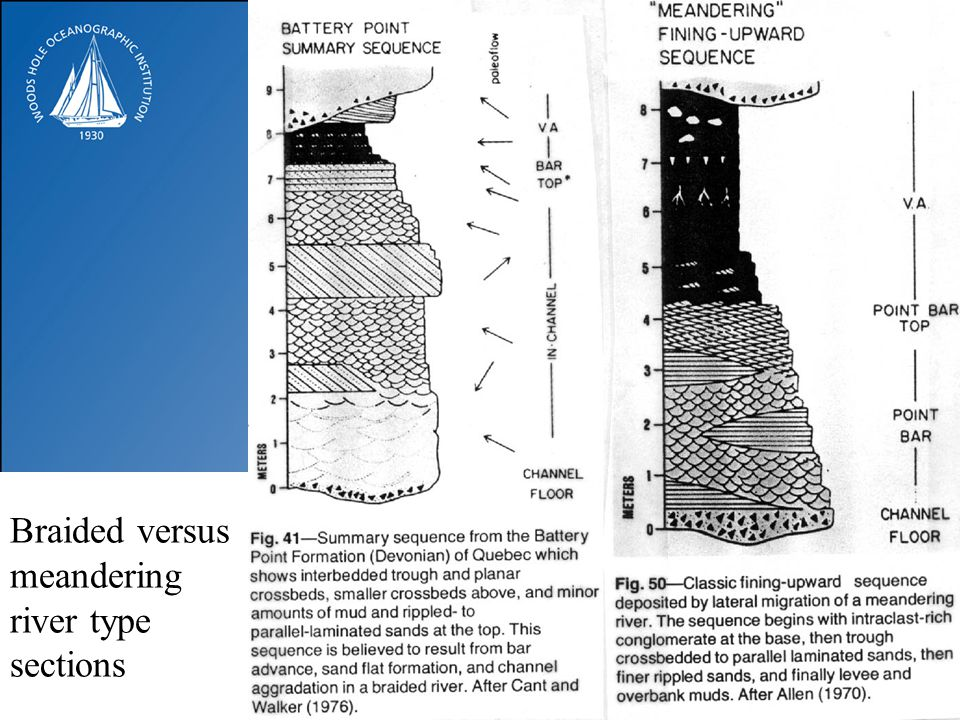 WOODS HOLE OCEANOGRAPHIC INSTITUTION
1930
Braided versus
meandering
river type
sections
BATTERY POINT
SUMMARY SEQUENCE
paleoflow
9
8
7
6
5
4
3
2
1
0
METERS
V.A
BAR
TOP*
IN-CHANNEL
CHANNEL
FLOOR
Fig. 41—Summary sequence from the Battery
Point Formation (Devonian) of Quebec which
shows interbedded trough and planar
crossbeds, smaller crossbeds above, and minor
amounts of mud and rippled- to
parallel-laminated sands at the top. This
sequence is believed to result from bar
advance, sand flat formation, and channel
aggradation in a braided river. After Cant and
Walker (1976).
"MEANDERING"
FINING-UPWARD
SEQUENCE
8
7
6
5
4
3
2
1
0
METERS
V.A.
POINT BAR
TOP
POINT
BAR
CHANNEL
FLOOR
Fig. 50—Classic fining-upward sequence
deposited by lateral migration of a meandering
river. The sequence begins with intraclast-rich
conglomerate at the base, then trough
crossbedded to parallel laminated sands, then
finer rippled sands, and finally levee and
overbank muds. After Allen (1970).